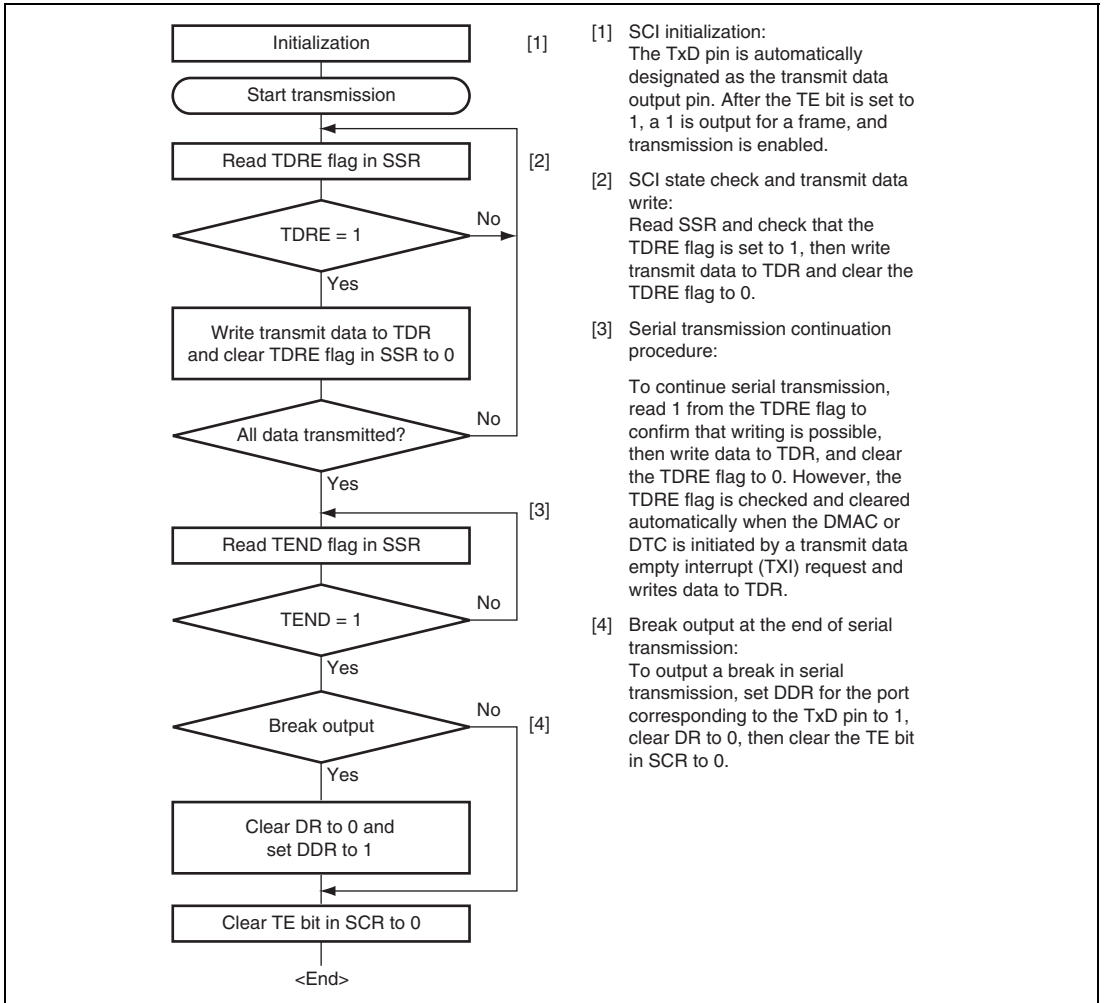 Initialization
[1]
Start transmission
Read TDRE flag in SSR
[2]
TDRE = 1
No
Yes
Write transmit data to TDR
and clear TDRE flag in SSR to 0
All data transmitted?
No
Yes
[3]
Read TEND flag in SSR
TEND = 1
No
Yes
Break output
No
[4]
Yes
Clear DR to 0 and
set DDR to 1
Clear TE bit in SCR to 0
<End>
[1] SCI initialization:
The TxD pin is automatically
designated as the transmit data
output pin. After the TE bit is set to
1, a 1 is output for a frame, and
transmission is enabled.
[2] SCI state check and transmit data
write:
Read SSR and check that the
TDRE flag is set to 1, then write
transmit data to TDR and clear the
TDRE flag to 0.
[3] Serial transmission continuation
procedure:
To continue serial transmission,
read 1 from the TDRE flag to
confirm that writing is possible,
then write data to TDR, and clear
the TDRE flag to 0. However, the
TDRE flag is checked and cleared
automatically when the DMAC or
DTC is initiated by a transmit data
empty interrupt (TXI) request and
writes data to TDR.
[4] Break output at the end of serial
transmission:
To output a break in serial
transmission, set DDR for the port
corresponding to the TxD pin to 1,
clear DR to 0, then clear the TE bit
in SCR to 0.